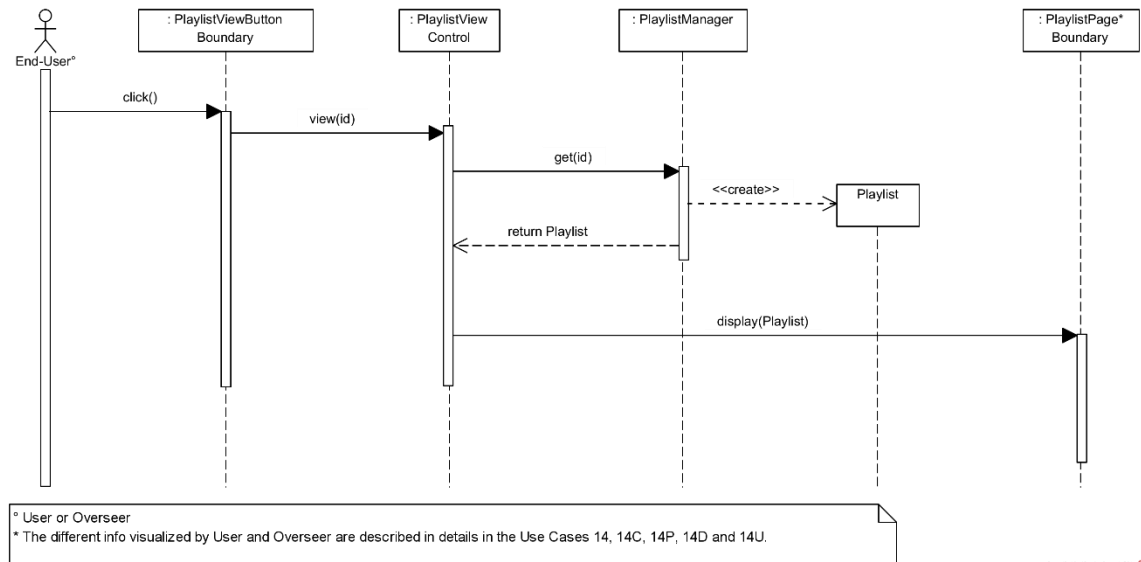 : PlaylistViewButton
Boundary
: PlaylistView
Control
: PlaylistManager
: PlaylistPage*
Boundary
End-User°
click()
view(id)
get(id)
<<create>>
Playlist
return Playlist
display(Playlist)
° User or Overseer
* The different info visualized by User and Overseer are described in details in the Use Cases 14, 14C, 14P, 14D and 14U.